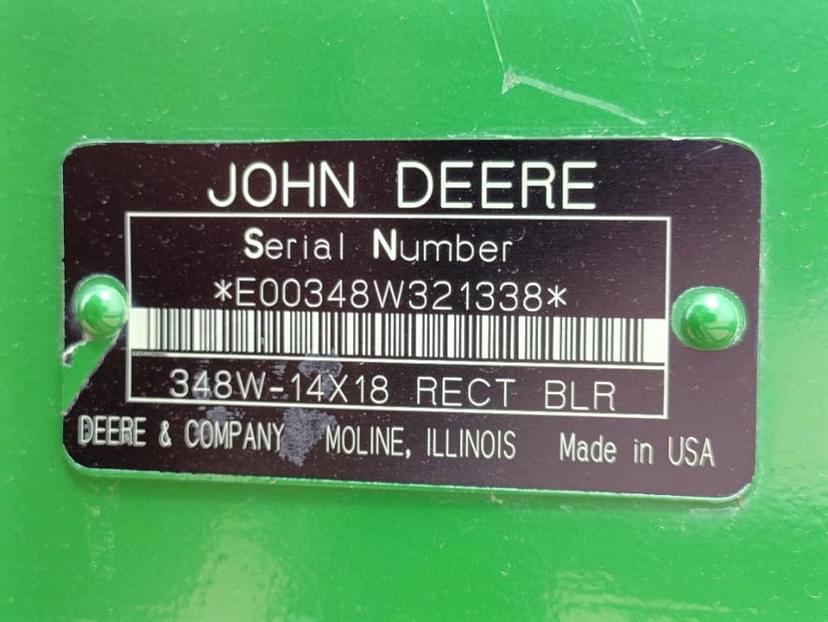 JOHN DEERE
Serial Number
*E00348W321338*
348W-14X18 RECT BLR
DEERE & COMPANY MOLINE, ILLINOIS Made in USA